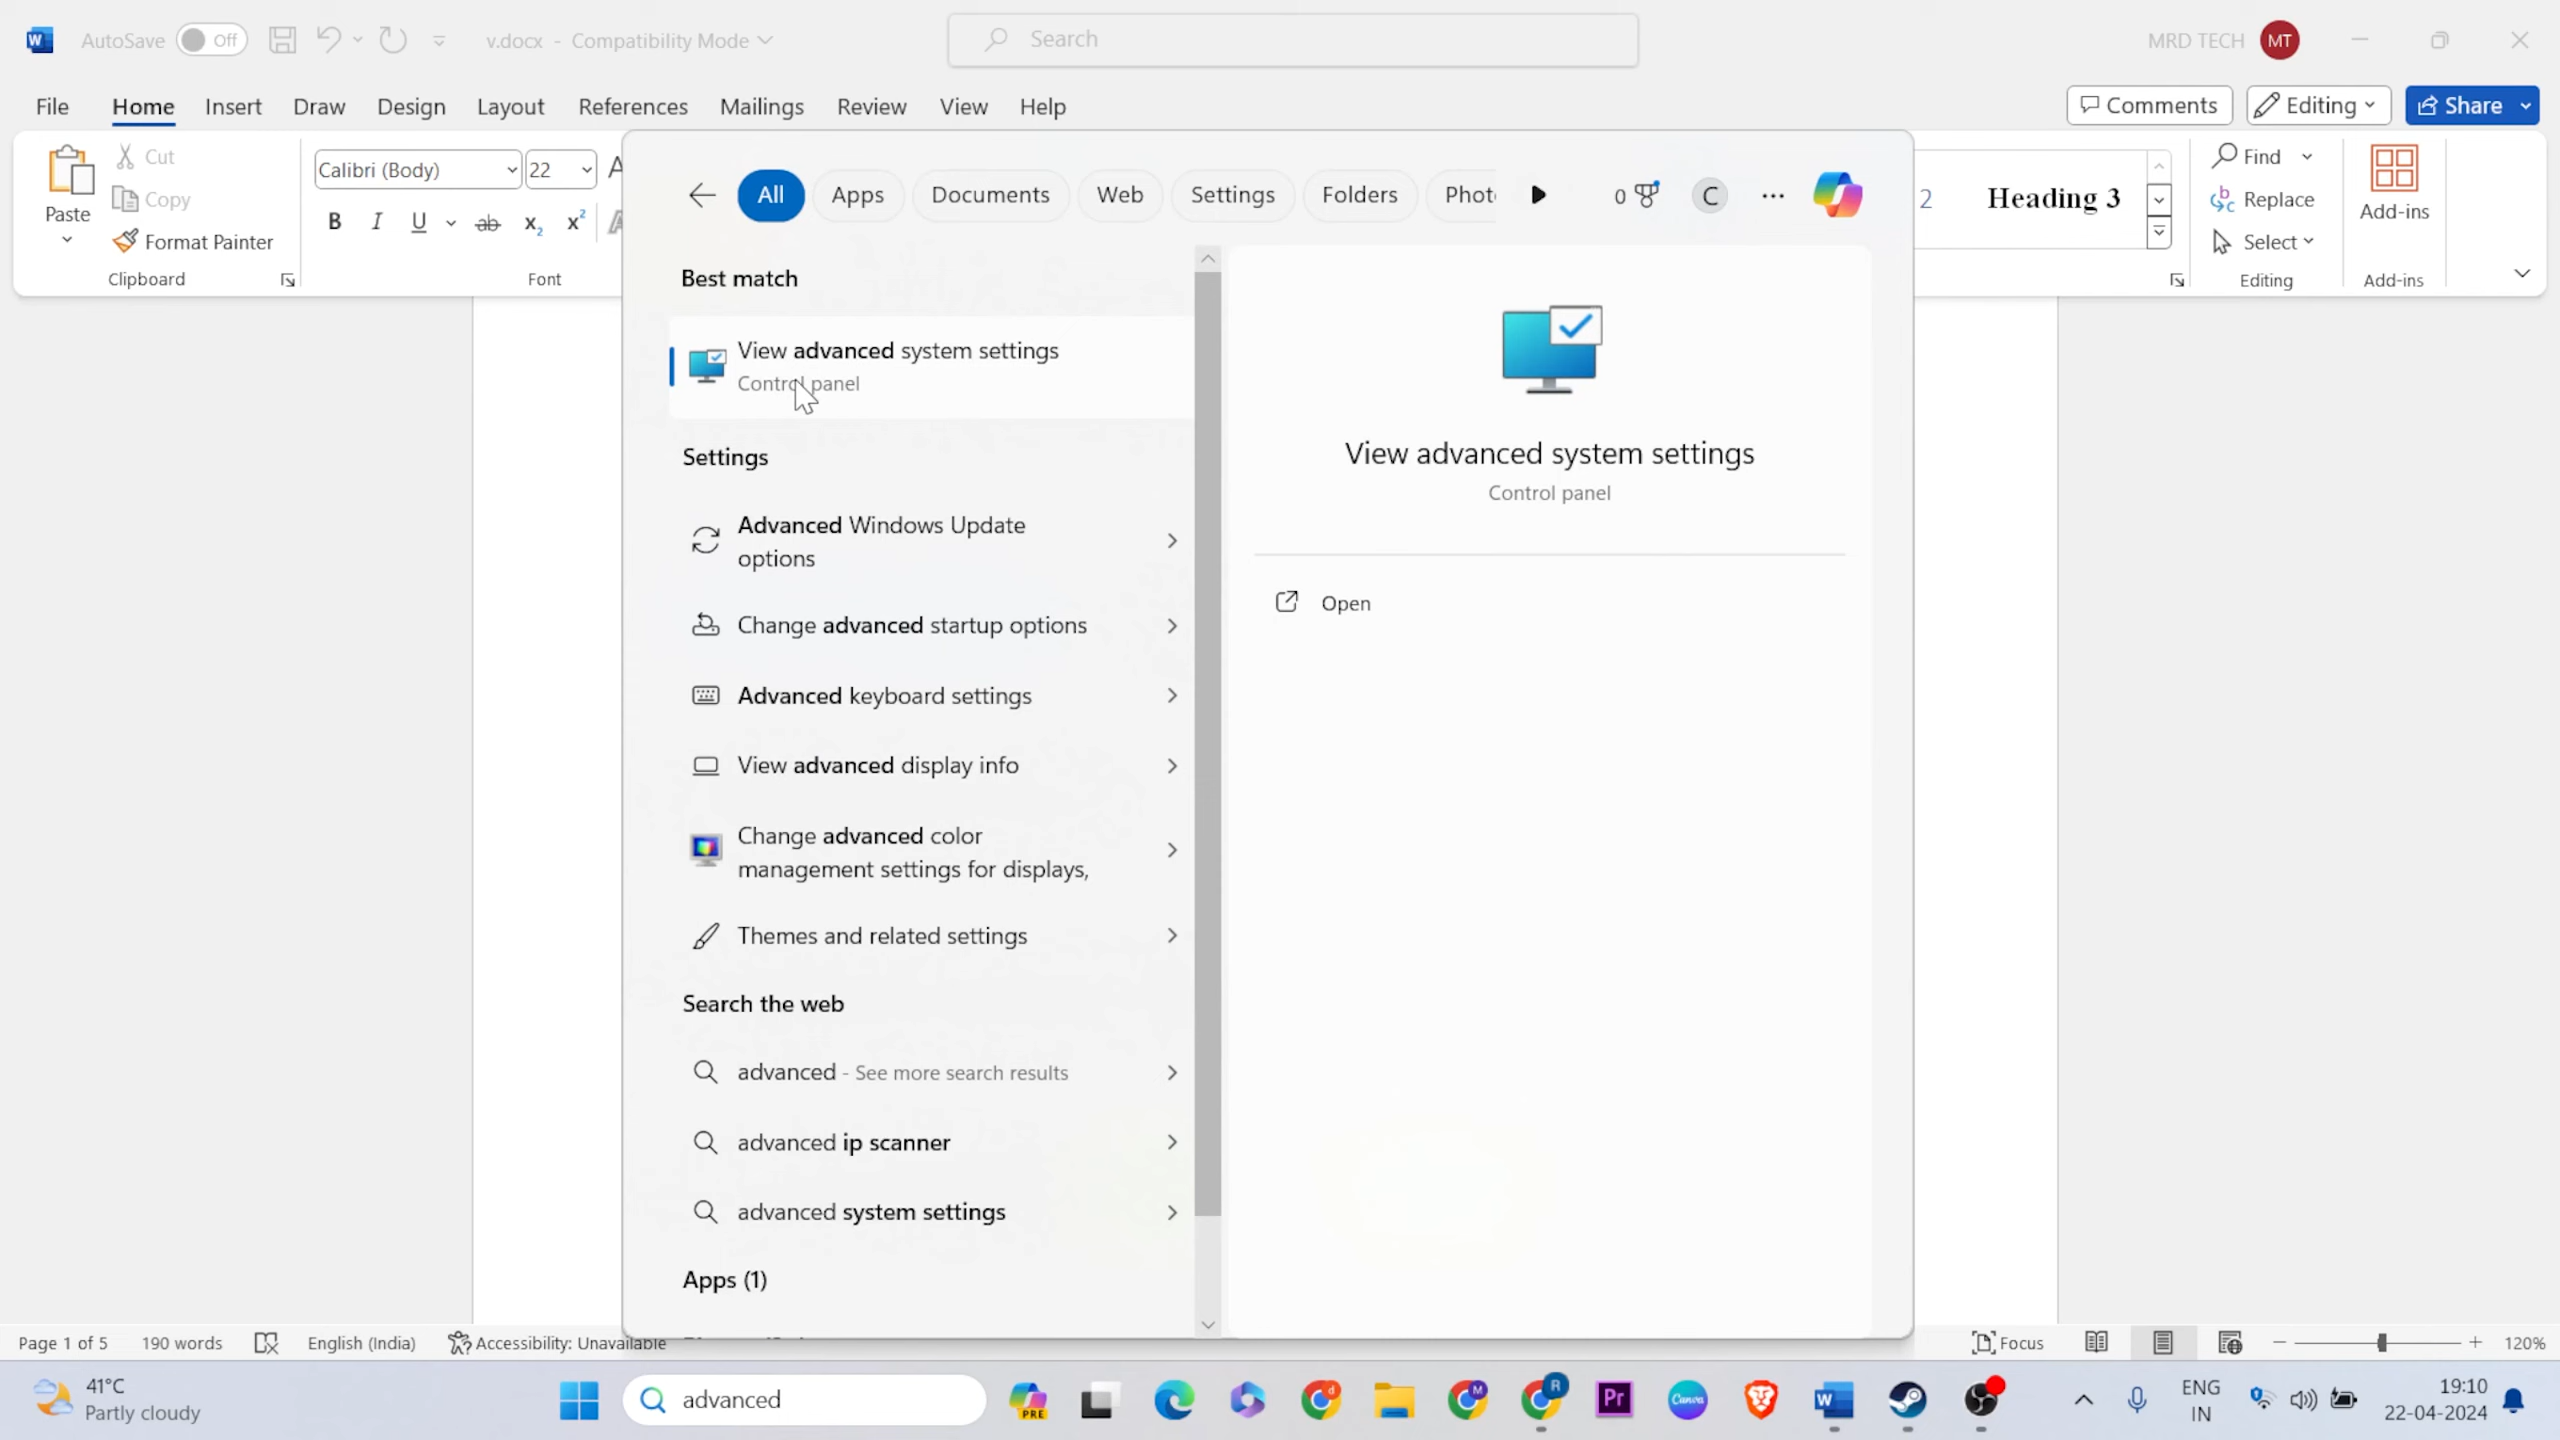 AutoSave Off v.docx - Compatibility Mode Search MRD TECH MT
File Home Insert Draw Design Layout References Mailings Review View Help Comments Editing Share
Paste
Cut
Copy
Format Painter
Clipboard
Calibri (Body) 22
Font
All Apps Documents Web Settings Folders 0 C
2 Heading 3
Find
Replace
Select
Editing
Add-ins
Add-ins
Best match
View advanced system settings
Control panel
Settings
Advanced Windows Update
options
Change advanced startup options
Advanced keyboard settings
View advanced display info
Change advanced color
management settings for displays,
Themes and related settings
Search the web
advanced - See more search results
advanced ip scanner
advanced system settings
Apps (1)
View advanced system settings
Control panel
Open
Page 1 of 5 190 words English (India) Accessibility: Unavailable Focus 120%
41°C
Partly cloudy
advanced
PRE
Canva
ENG
IN
19:10
22-04-2024